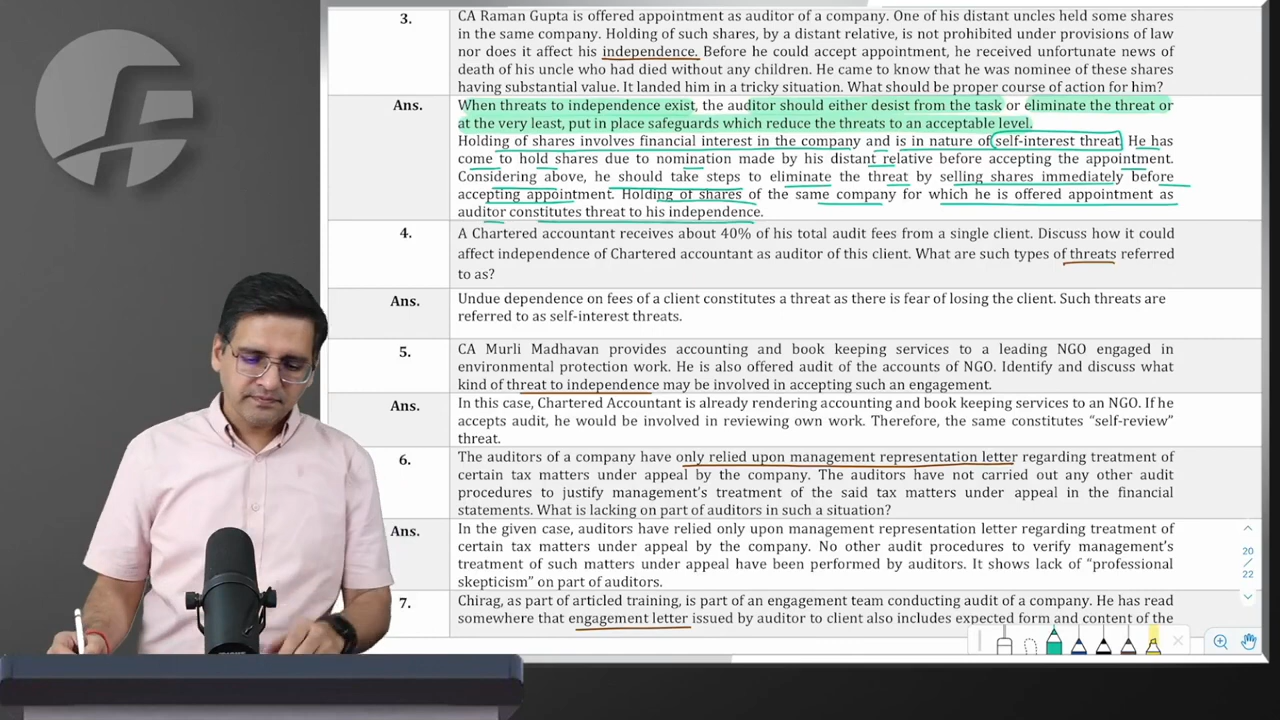 3.
CA Raman Gupta is offered appointment as auditor of a company. One of his distant uncles held some shares
in the same company. Holding of such shares, by a distant relative, is not prohibited under provisions of law
nor does it affect his independence. Before he could accept appointment, he received unfortunate news of
death of his uncle who had died without any children. He came to know that he was nominee of these shares
having substantial value. It landed him in a tricky situation. What should be proper course of action for him?
Ans.
When threats to independence exist, the auditor should either desist from the task or eliminate the threat or
at the very least, put in place safeguards which reduce the threats to an acceptable level.
Holding of shares involves financial interest in the company and is in nature of self-interest threat. He has
come to hold shares due to nomination made by his distant relative before accepting the appointment.
Considering above, he should take steps to eliminate the threat by selling shares immediately before
accepting appointment. Holding of shares of the same company for which he is offered appointment as
auditor constitutes threat to his independence.
4.
A Chartered accountant receives about 40% of his total audit fees from a single client. Discuss how it could
affect independence of Chartered accountant as auditor of this client. What are such types of threats referred
to as?
Ans.
Undue dependence on fees of a client constitutes a threat as there is fear of losing the client. Such threats are
referred to as self-interest threats.
5.
CA Murli Madhavan provides accounting and book keeping services to a leading NGO engaged in
environmental protection work. He is also offered audit of the accounts of NGO. Identify and discuss what
kind of threat to independence may be involved in accepting such an engagement.
Ans.
In this case, Chartered Accountant is already rendering accounting and book keeping services to an NGO. If he
accepts audit, he would be involved in reviewing own work. Therefore, the same constitutes “self-review”
threat.
6.
The auditors of a company have only relied upon management representation letter regarding treatment of
certain tax matters under appeal by the company. The auditors have not carried out any other audit
procedures to justify management’s treatment of the said tax matters under appeal in the financial
statements. What is lacking on part of auditors in such a situation?
Ans.
In the given case, auditors have relied only upon management representation letter regarding treatment of
certain tax matters under appeal by the company. No other audit procedures to verify management’s
treatment of such matters under appeal have been performed by auditors. It shows lack of “professional
skepticism” on part of auditors.
7.
Chirag, as part of articled training, is part of an engagement team conducting audit of a company. He has read
somewhere that engagement letter issued by auditor to client also includes expected form and content of the
20
/
22